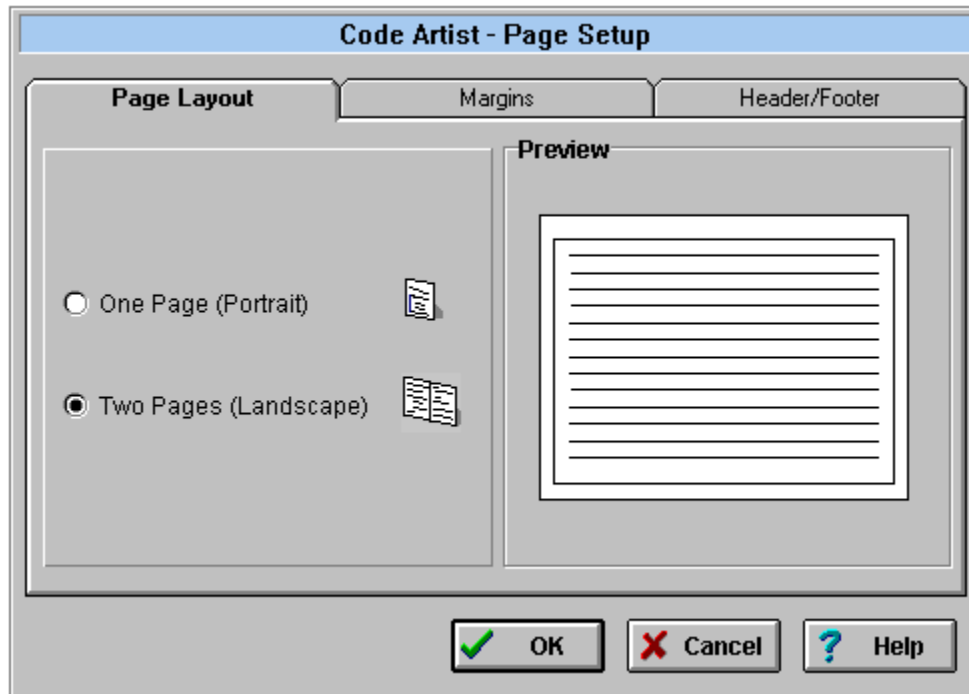 Code Artist - Page Setup
Page Layout
Margins
Header/Footer
Preview
One Page (Portrait)
Two Pages (Landscape)
OK
Cancel
Help